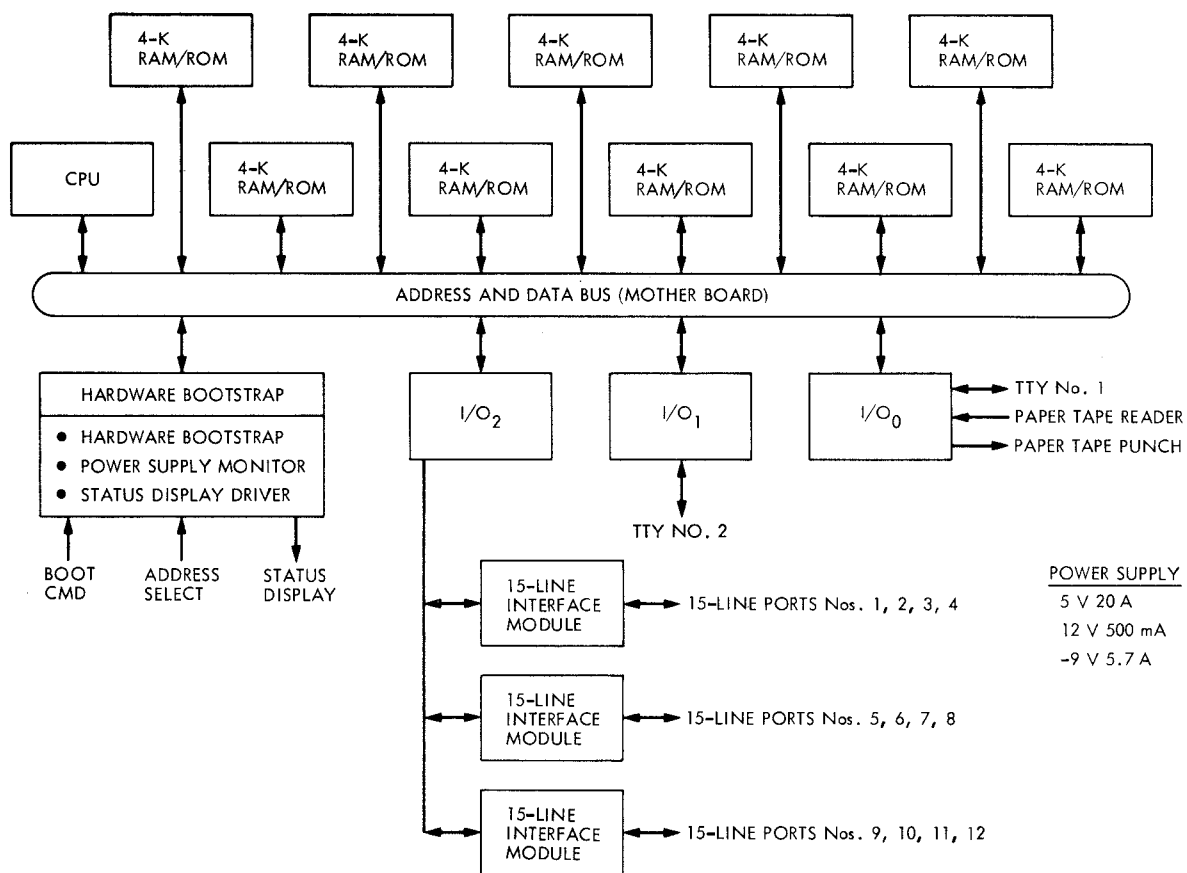 4-K
RAM/ROM
4-K
RAM/ROM
4-K
RAM/ROM
4-K
RAM/ROM
4-K
RAM/ROM
CPU
4-K
RAM/ROM
4-K
RAM/ROM
4-K
RAM/ROM
4-K
RAM/ROM
4-K
RAM/ROM
ADDRESS AND DATA BUS (MOTHER BOARD)
HARDWARE BOOTSTRAP
● HARDWARE BOOTSTRAP
● POWER SUPPLY MONITOR
● STATUS DISPLAY DRIVER
BOOT
CMD
ADDRESS
SELECT
STATUS
DISPLAY
I/O₂
I/O₁
I/O₀
TTY No. 1
PAPER TAPE READER
PAPER TAPE PUNCH
TTY NO. 2
15-LINE
INTERFACE
MODULE
15-LINE PORTS Nos. 1, 2, 3, 4
15-LINE
INTERFACE
MODULE
15-LINE PORTS Nos. 5, 6, 7, 8
15-LINE
INTERFACE
MODULE
15-LINE PORTS Nos. 9, 10, 11, 12
POWER SUPPLY
5 V 20 A
12 V 500 mA
-9 V 5.7 A